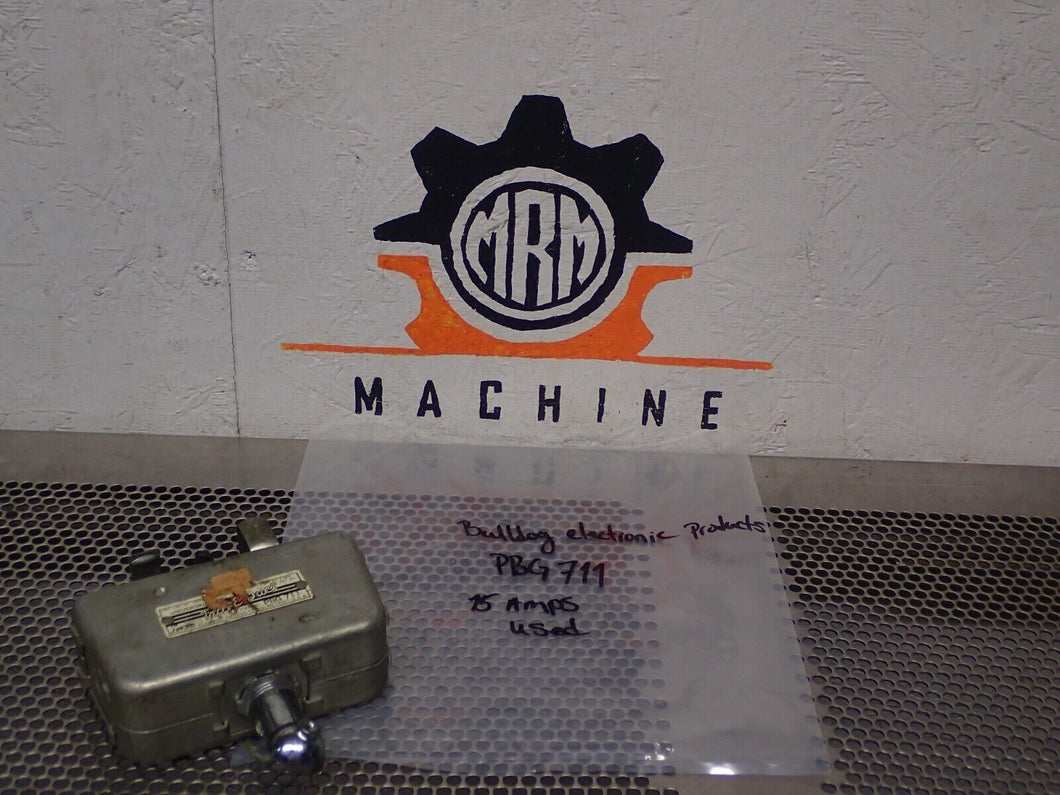 MRM
MACHINE
Bulldog electronic Products
PBG 711
15 Amps
used